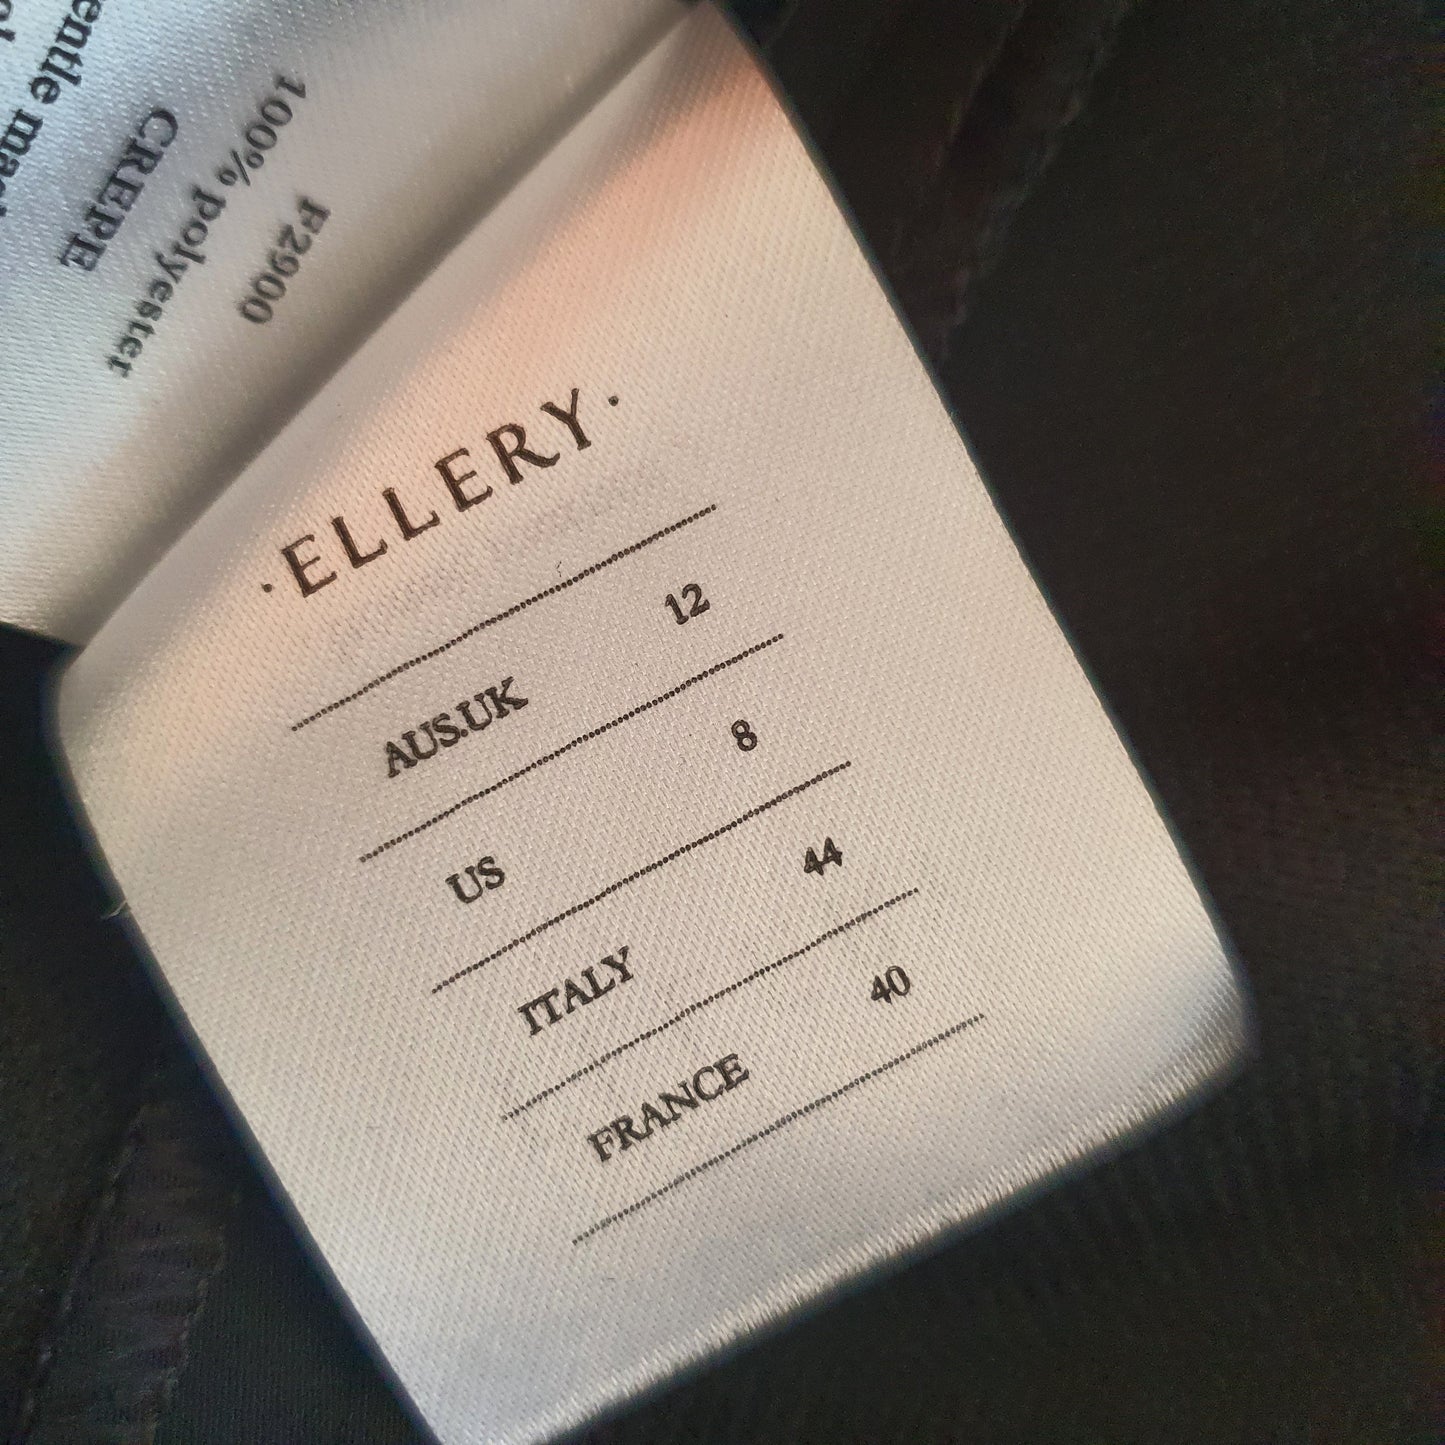 ·ELLERY·
AUS.UK 12
US 8
ITALY 44
FRANCE 40
F2900
100% polyester
CREPE